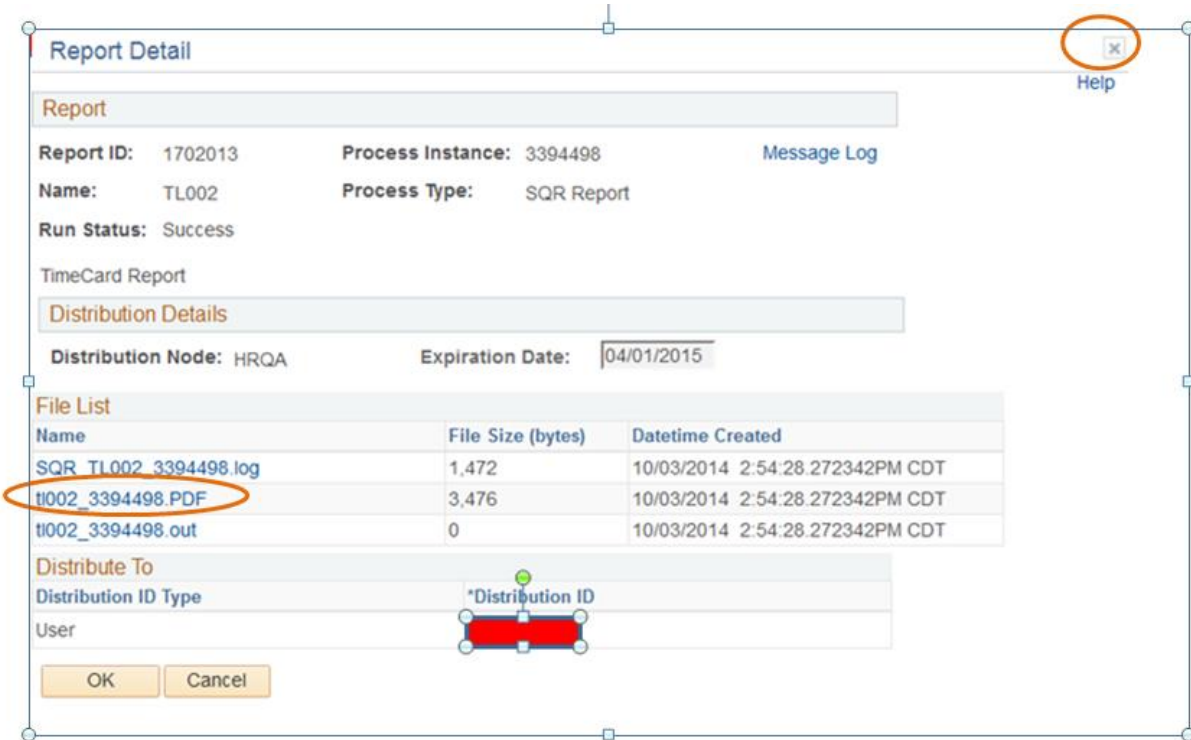 Report Detail
Help
Report
Report ID: 1702013 Process Instance: 3394498 Message Log
Name: TL002 Process Type: SQR Report
Run Status: Success
TimeCard Report
Distribution Details
Distribution Node: HRQA Expiration Date: 04/01/2015
File List
Name File Size (bytes) Datetime Created
SQR_TL002_3394498.log 1,472 10/03/2014 2:54:28.272342PM CDT
tl002_3394498.PDF 3,476 10/03/2014 2:54:28.272342PM CDT
tl002_3394498.out 0 10/03/2014 2:54:28.272342PM CDT
Distribute To
Distribution ID Type *Distribution ID
User
OK Cancel